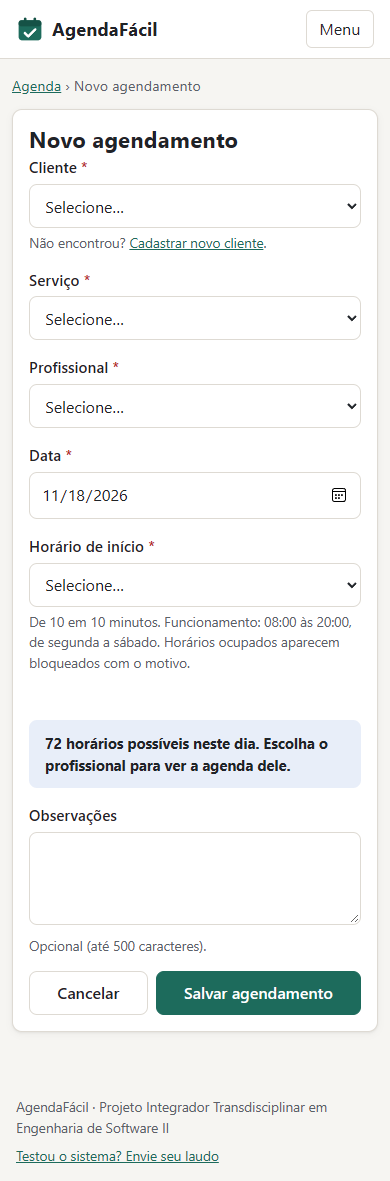 AgendaFácil
Menu
Agenda › Novo agendamento
Novo agendamento
Cliente *
Selecione...
Não encontrou? Cadastrar novo cliente.
Serviço *
Selecione...
Profissional *
Selecione...
Data *
11/18/2026
Horário de início *
Selecione...
De 10 em 10 minutos. Funcionamento: 08:00 às 20:00,
de segunda a sábado. Horários ocupados aparecem
bloqueados com o motivo.
72 horários possíveis neste dia. Escolha o
profissional para ver a agenda dele.
Observações
Opcional (até 500 caracteres).
Cancelar
Salvar agendamento
AgendaFácil · Projeto Integrador Transdisciplinar em
Engenharia de Software II
Testou o sistema? Envie seu laudo